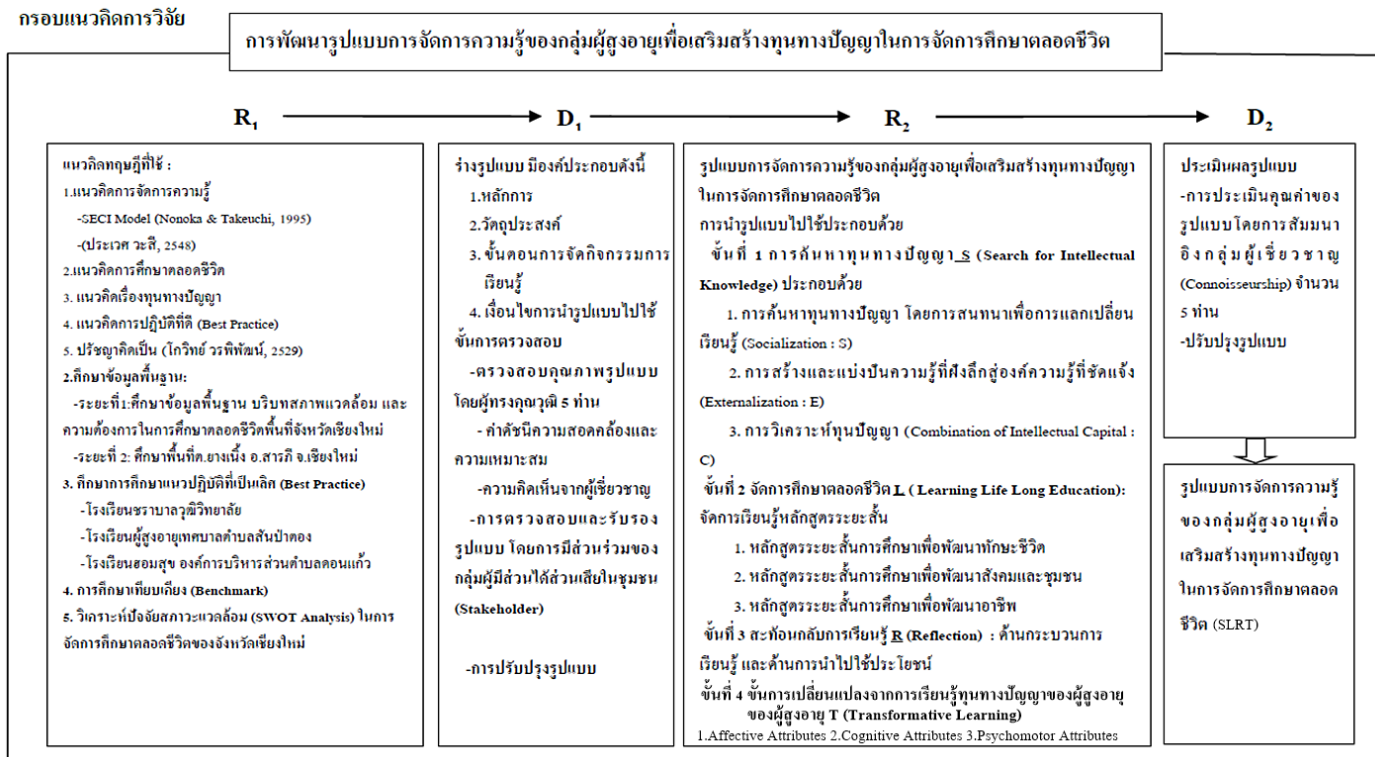 กรอบแนวคิดการวิจัย
การพัฒนารูปแบบการจัดการความรู้ของกลุ่มผู้สูงอายุเพื่อเสริมสร้างทุนทางปัญญาในการจัดการศึกษาตลอดชีวิต
R1
D1
R2
D2
แนวคิดทฤษฎีที่ใช้ :
1.แนวคิดการจัดการความรู้
-SECI Model (Nonoka & Takeuchi, 1995)
-(ประเวศ วะสี, 2548)
2.แนวคิดการศึกษาตลอดชีวิต
3. แนวคิดเรื่องทุนทางปัญญา
4. แนวคิดการปฏิบัติที่ดี (Best Practice)
5. ปรัชญาคิดเป็น (โกวิทย์ วรพิพัฒน์, 2529)
2.ศึกษาข้อมูลพื้นฐาน:
-ระยะที่1:ศึกษาข้อมูลพื้นฐาน บริบทสภาพแวดล้อม และ
ความต้องการในการศึกษาตลอดชีวิตพื้นที่จังหวัดเชียงใหม่
-ระยะที่ 2: ศึกษาพื้นที่ต.ยางเนิ้ง อ.สารภี จ.เชียงใหม่
3. ศึกษาการศึกษาแนวปฏิบัติที่เป็นเลิศ (Best Practice)
-โรงเรียนชราบาลวุฒิวิทยาลัย
-โรงเรียนผู้สูงอายุเทศบาลตำบลสันป่าตอง
-โรงเรียนฮอมสุข องค์การบริหารส่วนตำบลดอนแก้ว
4. การศึกษาเทียบเคียง (Benchmark)
5. วิเคราะห์ปัจจัยสภาวะแวดล้อม (SWOT Analysis) ในการ
จัดการศึกษาตลอดชีวิตของจังหวัดเชียงใหม่
ร่างรูปแบบ มีองค์ประกอบดังนี้
1.หลักการ
2.วัตถุประสงค์
3. ขั้นตอนการจัดกิจกรรมการ
เรียนรู้
4. เงื่อนไขการนำรูปแบบไปใช้
ขั้นการตรวจสอบ
-ตรวจสอบคุณภาพรูปแบบ
โดยผู้ทรงคุณวุฒิ 5 ท่าน
- ค่าดัชนีความสอดคล้องและ
ความเหมาะสม
-ความคิดเห็นจากผู้เชี่ยวชาญ
-การตรวจสอบและรับรอง
รูปแบบ โดยการมีส่วนร่วมของ
กลุ่มผู้มีส่วนได้ส่วนเสียในชุมชน
(Stakeholder)
-การปรับปรุงรูปแบบ
รูปแบบการจัดการความรู้ของกลุ่มผู้สูงอายุเพื่อเสริมสร้างทุนทางปัญญา
ในการจัดการศึกษาตลอดชีวิต
การนำรูปแบบไปใช้ประกอบด้วย
ขั้นที่ 1 การค้นหาทุนทางปัญญา S (Search for Intellectual
Knowledge) ประกอบด้วย
1. การค้นหาทุนทางปัญญา โดยการสนทนาเพื่อการแลกเปลี่ยน
เรียนรู้ (Socialization : S)
2. การสร้างและแบ่งปันความรู้ที่ฝังลึกสู่องค์ความรู้ที่ชัดแจ้ง
(Externalization : E)
3. การวิเคราะห์ทุนปัญญา (Combination of Intellectual Capital :
C)
ขั้นที่ 2 จัดการศึกษาตลอดชีวิต L ( Learning Life Long Education):
จัดการเรียนรู้หลักสูตรระยะสั้น
1. หลักสูตรระยะสั้นการศึกษาเพื่อพัฒนาทักษะชีวิต
2. หลักสูตรระยะสั้นการศึกษาเพื่อพัฒนาสังคมและชุมชน
3. หลักสูตรระยะสั้นการศึกษาเพื่อพัฒนาอาชีพ
ขั้นที่ 3 สะท้อนกลับการเรียนรู้ R (Reflection) : ด้านกระบวนการ
เรียนรู้ และด้านการนำไปใช้ประโยชน์
ขั้นที่ 4 ขั้นการเปลี่ยนแปลงจากการเรียนรู้ทุนทางปัญญาของผู้สูงอายุ
ของผู้สูงอายุ T (Transformative Learning)
1.Affective Attributes 2.Cognitive Attributes 3.Psychomotor Attributes
ประเมินผลรูปแบบ
-การประเมินคุณค่าของ
รูปแบบโดยการสัมมนา
อิงกลุ่มผู้เชี่ยวชาญ
(Connoisseurship) จำนวน
5 ท่าน
-ปรับปรุงรูปแบบ
รูปแบบการจัดการความรู้
ของกลุ่มผู้สูงอายุเพื่อ
เสริมสร้างทุนทางปัญญา
ในการจัดการศึกษาตลอด
ชีวิต (SLRT)